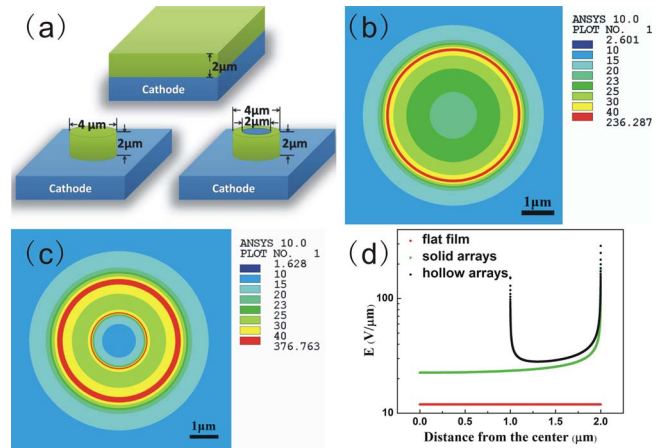 (a)
2μm
Cathode
4 μm
2μm
Cathode
4μm
2μm
2μm
Cathode
(b)
ANSYS 10.0
PLOT NO. 1
2.601
10
15
20
23
25
30
40
236.287
1μm
(c)
ANSYS 10.0
PLOT NO. 1
1.628
10
15
20
23
25
30
40
376.763
1μm
(d)
flat film
solid arrays
hollow arrays
E (V/μm)
100
10
0.0 0.5 1.0 1.5 2.0
Distance from the center (μm)